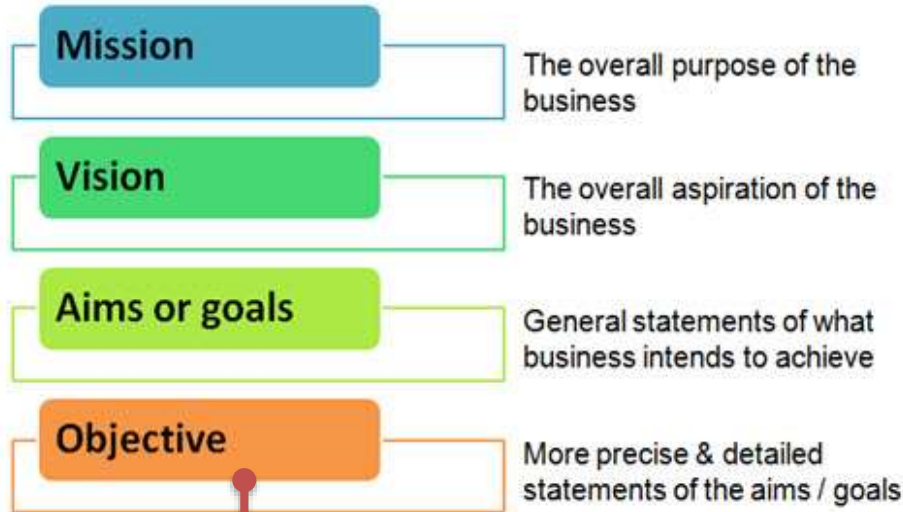 Mission
The overall purpose of the
business
Vision
The overall aspiration of the
business
Aims or goals
General statements of what
business intends to achieve
Objective
More precise & detailed
statements of the aims / goals